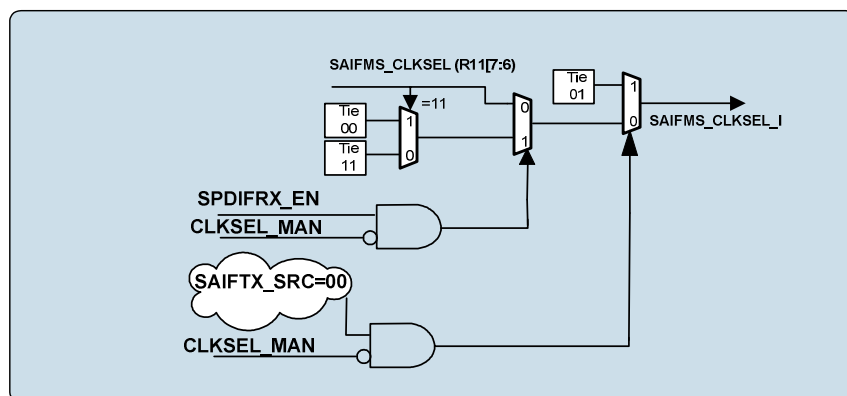 SAIFMS_CLKSEL (R11[7:6)
=11
Tie
00
Tie
11
1
0
0
1
Tie
01
1
0
SAIFMS_CLKSEL_I
SPDIFRX_EN
CLKSEL_MAN
SAIFTX_SRC=00
CLKSEL_MAN